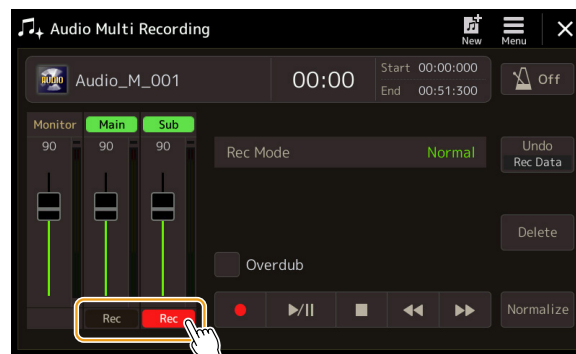 Audio Multi Recording
New
Menu
AUDIO
Audio_M_001
00:00
Start 00:00:000
End 00:51:300
Off
Monitor Main Sub
90 90 90
Rec Mode Normal
Undo
Rec Data
Delete
Overdub
Rec Rec
Normalize